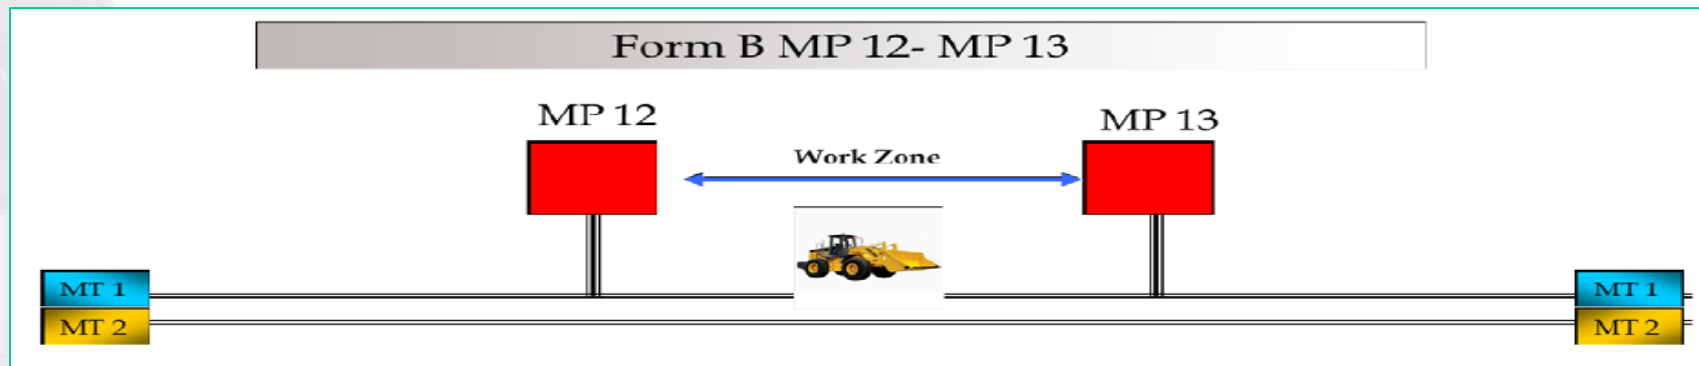 Form B MP 12- MP 13
MP 12
MP 13
Work Zone
MT 1
MT 1
MT 2
MT 2